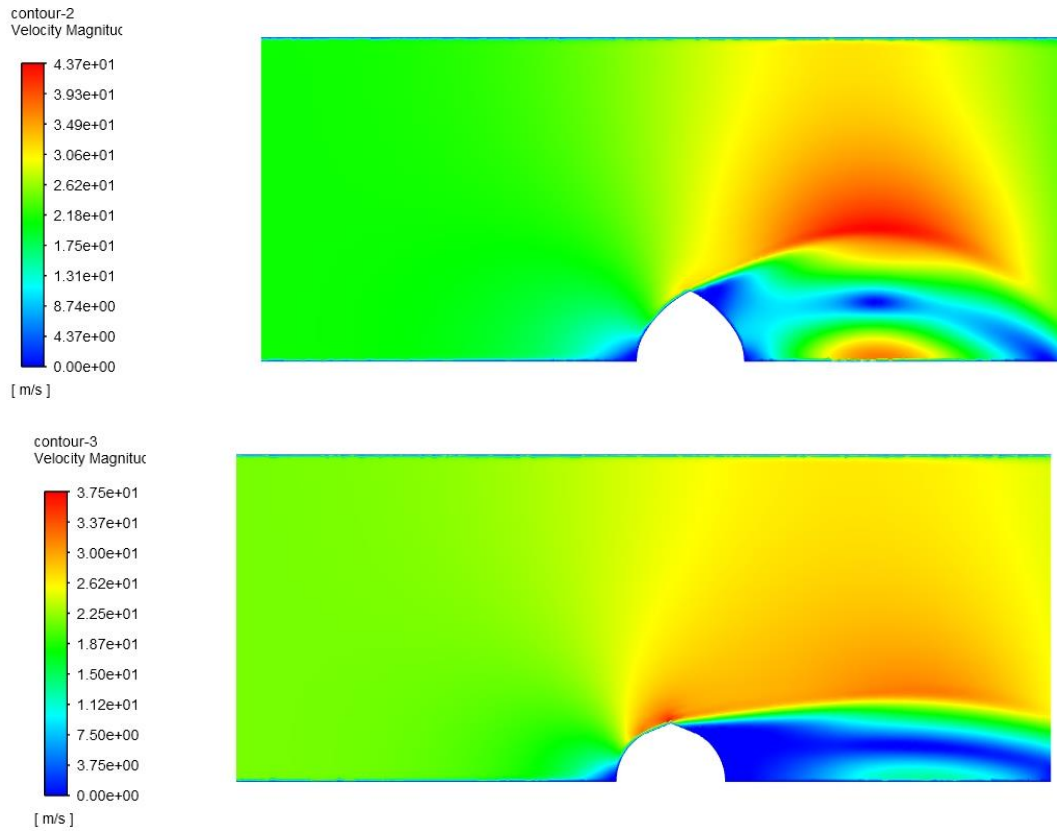 contour-2
Velocity Magnituc
4.37e+01
3.93e+01
3.49e+01
3.06e+01
2.62e+01
2.18e+01
1.75e+01
1.31e+01
8.74e+00
4.37e+00
0.00e+00
[ m/s ]
contour-3
Velocity Magnituc
3.75e+01
3.37e+01
3.00e+01
2.62e+01
2.25e+01
1.87e+01
1.50e+01
1.12e+01
7.50e+00
3.75e+00
0.00e+00
[ m/s ]